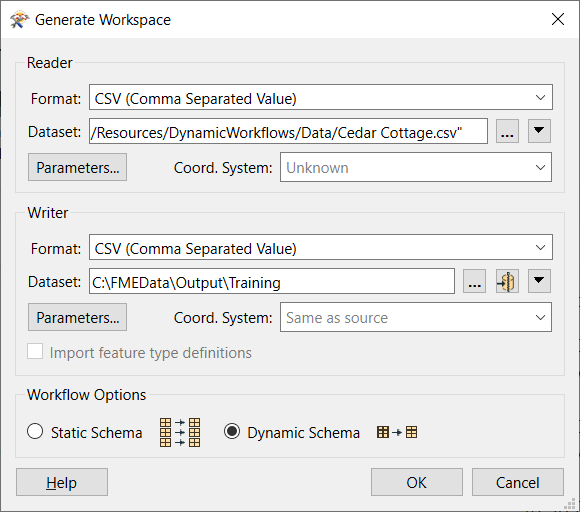 Generate Workspace
Reader
Format: CSV (Comma Separated Value)
Dataset: /Resources/DynamicWorkflows/Data/Cedar Cottage.csv" ...
Parameters... Coord. System: Unknown
Writer
Format: CSV (Comma Separated Value)
Dataset: C:\FMEData\Output\Training ...
Parameters... Coord. System: Same as source
Import feature type definitions
Workflow Options
Static Schema Dynamic Schema
Help OK Cancel